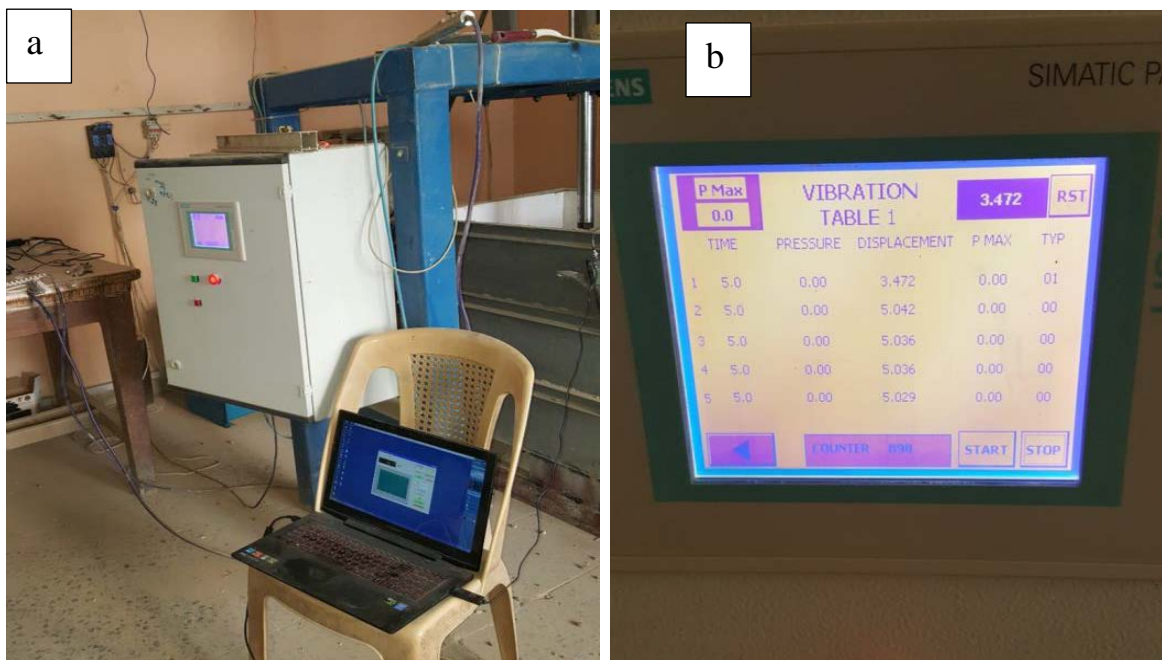 a
b
ENS
SIMATIC PA
P Max
0.0
VIBRATION
TABLE 1
3.472
RST
TIME PRESSURE DISPLACEMENT P MAX TYP
1 5.0 0.00 3.472 0.00 01
2 5.0 0.00 5.042 0.00 00
3 5.0 0.00 5.036 0.00 00
4 5.0 0.00 5.036 0.00 00
5 5.0 0.00 5.029 0.00 00
COUNTER
START
STOP